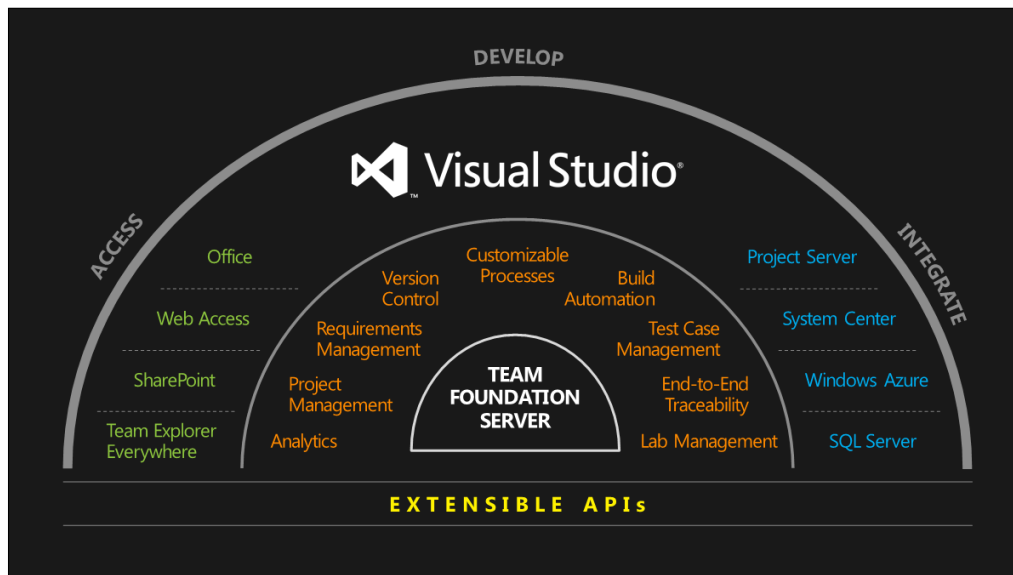 DEVELOP
ACCESS
INTEGRATE
Visual Studio®
™
Office
Web Access
SharePoint
Team Explorer
Everywhere
Customizable
Processes
Version
Control
Build
Automation
Requirements
Management
Test Case
Management
Project
Management
End-to-End
Traceability
Analytics
Lab Management
TEAM
FOUNDATION
SERVER
Project Server
System Center
Windows Azure
SQL Server
EXTENSIBLE APIs